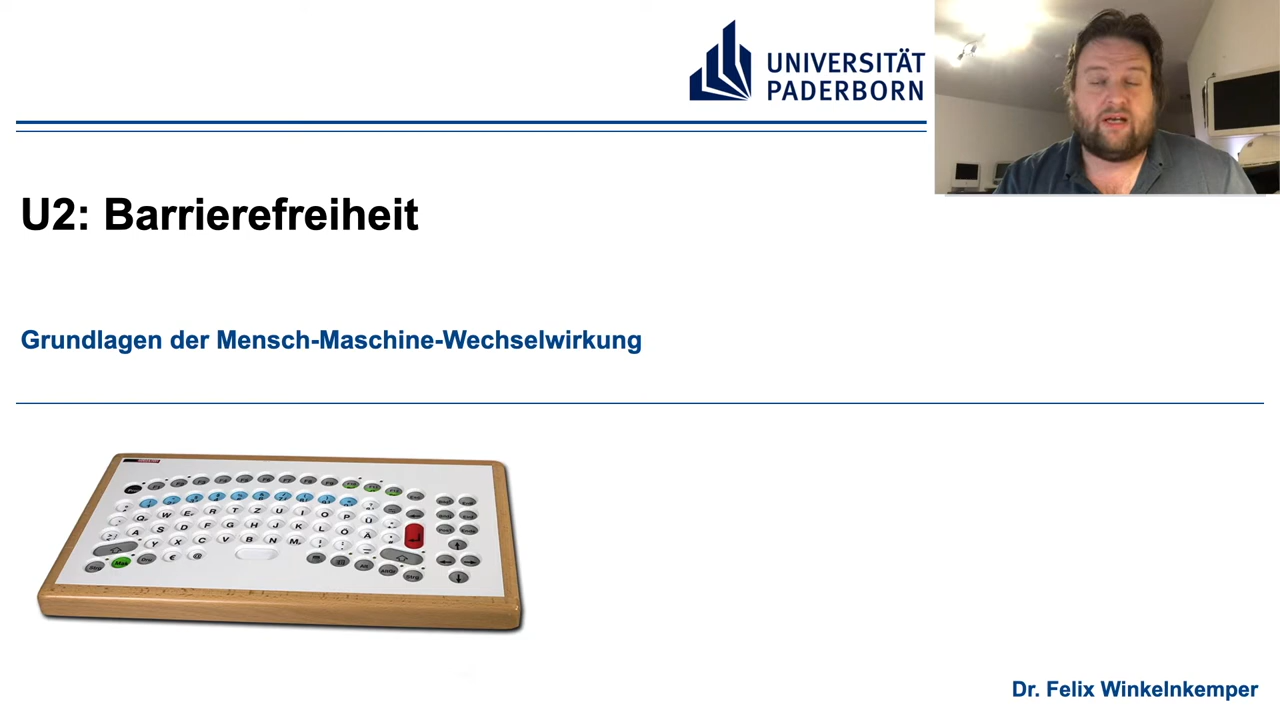 UNIVERSITÄT
PADERBORN
U2: Barrierefreiheit
Grundlagen der Mensch-Maschine-Wechselwirkung
Q W E R T Z U I O P Ü
A S D F G H J K L Ö Ä
Y X C V B N M
€ @
Dr. Felix Winkelnkemper